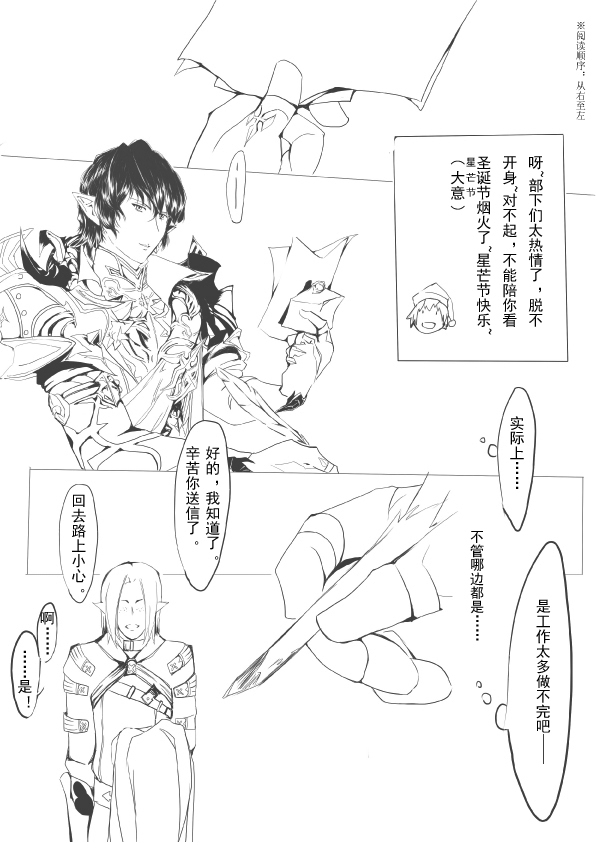 ※阅读顺序：从右至左
呀~部下们太热情了，脱不
开身~对不起，不能陪你看
星芒节
圣诞节烟火了~星芒节快乐~
（大意）
……
实际上……
好的，我知道了。
辛苦你送信了。
回去路上小心。
啊……
……是！
不管哪边都是……
是工作太多做不完吧——